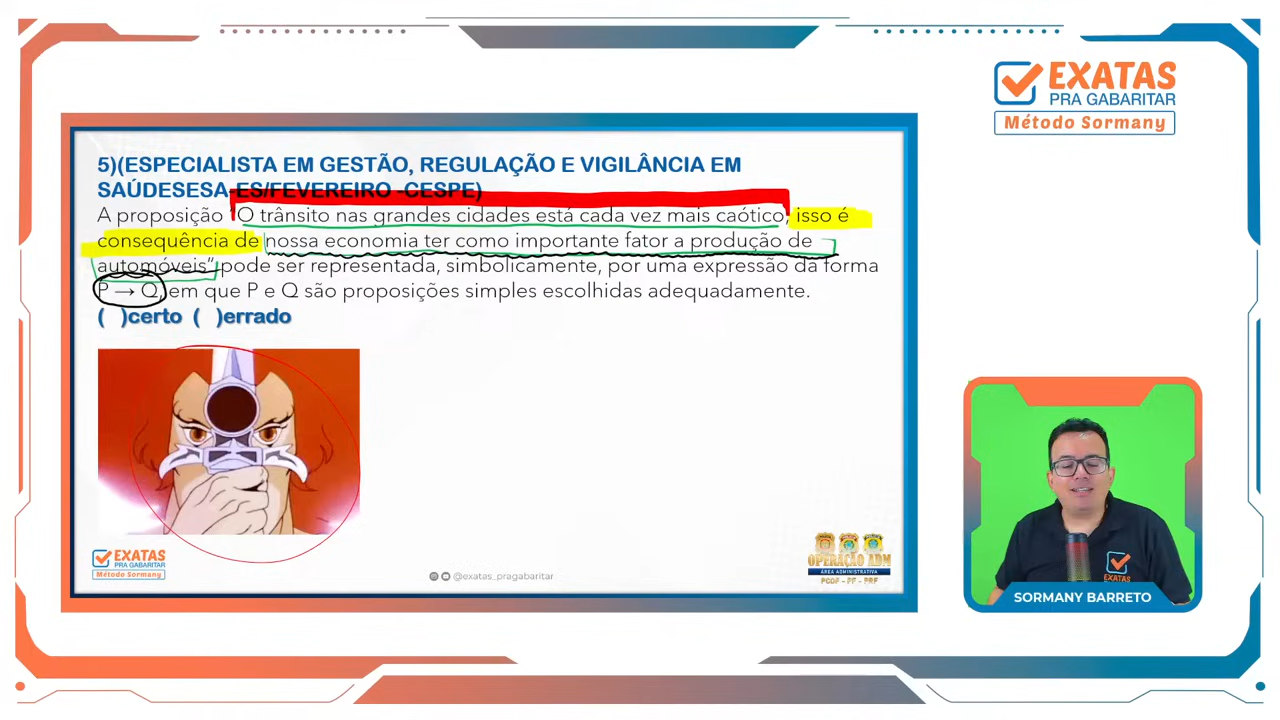 EXATAS
PRA GABARITAR
Método Sormany
5)(ESPECIALISTA EM GESTÃO, REGULAÇÃO E VIGILÂNCIA EM
SAÚDESESA-ES/FEVEREIRO -CESPE)
A proposição "O trânsito nas grandes cidades está cada vez mais caótico, isso é
consequência de nossa economia ter como importante fator a produção de
automóveis" pode ser representada, simbolicamente, por uma expressão da forma
P → Q, em que P e Q são proposições simples escolhidas adequadamente.
( )certo ( )errado
EXATAS
PRA GABARITAR
Método Sormany
@exatas_pragabaritar
OPERAÇÃO ADM
ÁREA ADMINISTRATIVA
PCDF - PF - PRF
EXATAS
SORMANY BARRETO